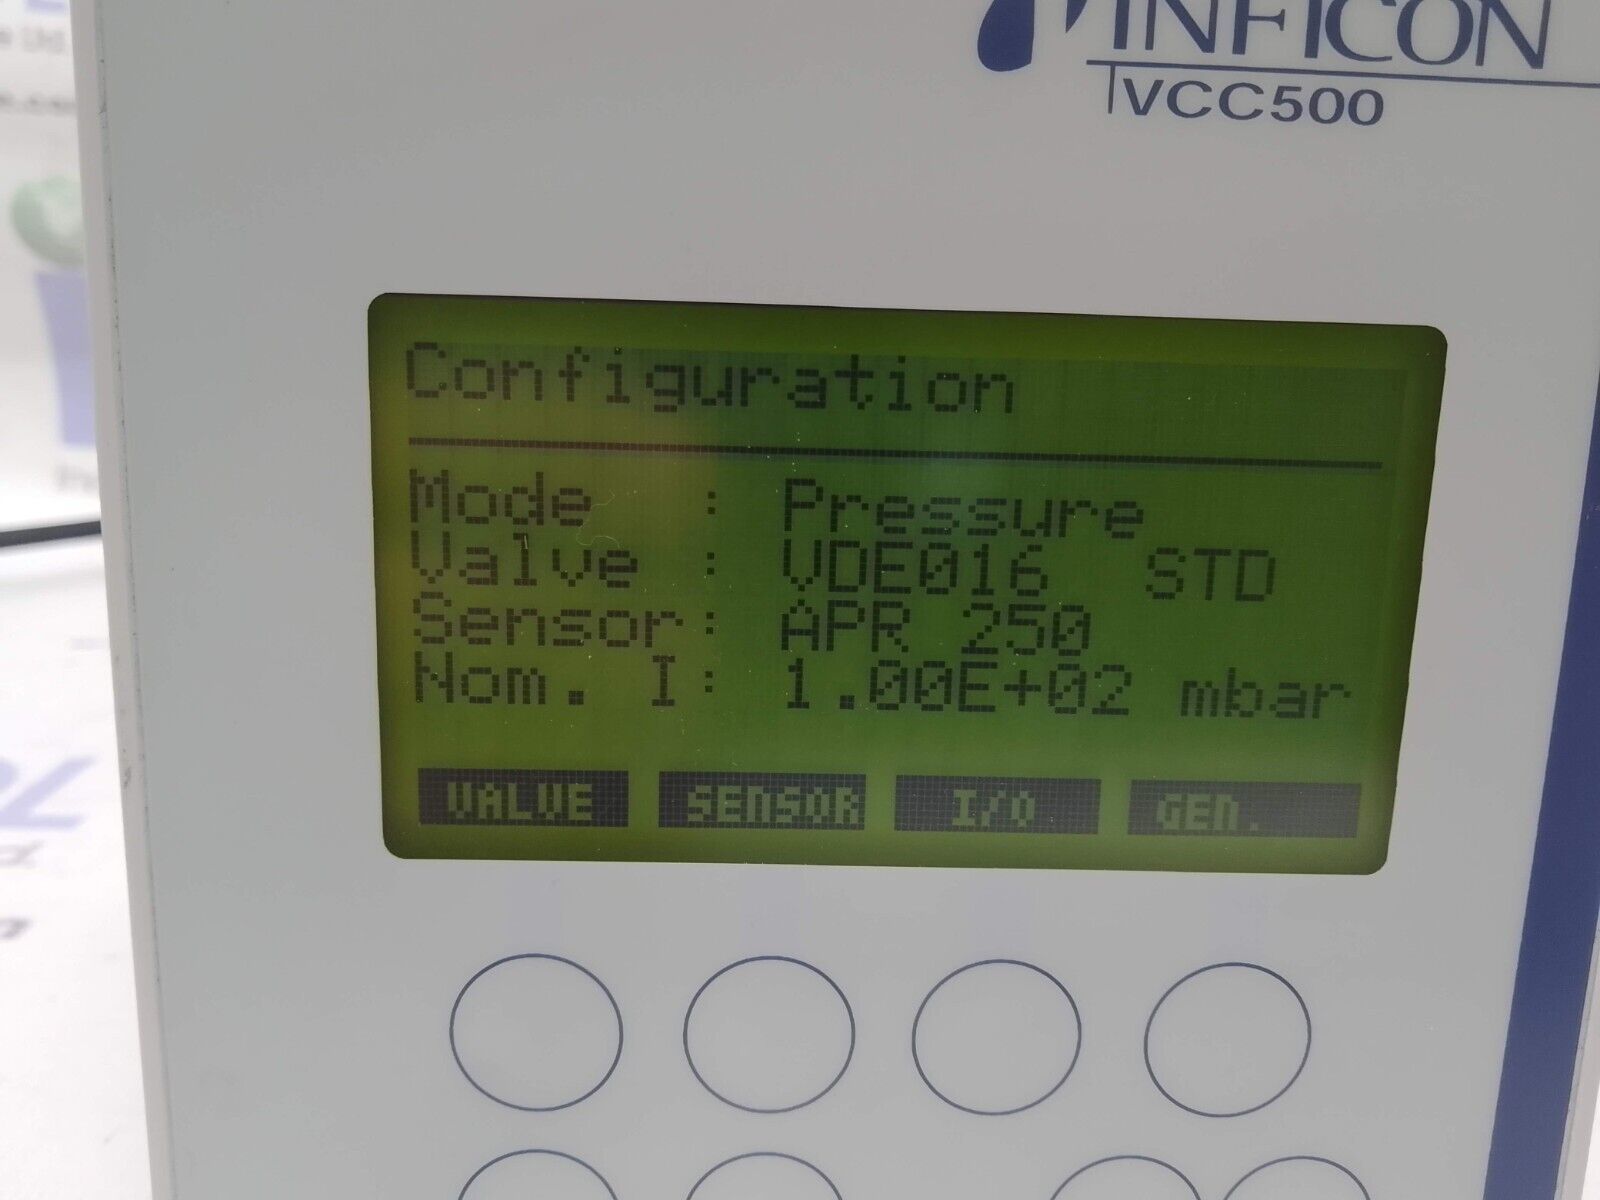 INFICON
VCC500
Configuration
Mode : Pressure
Valve : VDE016 STD
Sensor: APR 250
Nom. I: 1.00E+02 mbar
VALVE SENSOR I/O GEN.